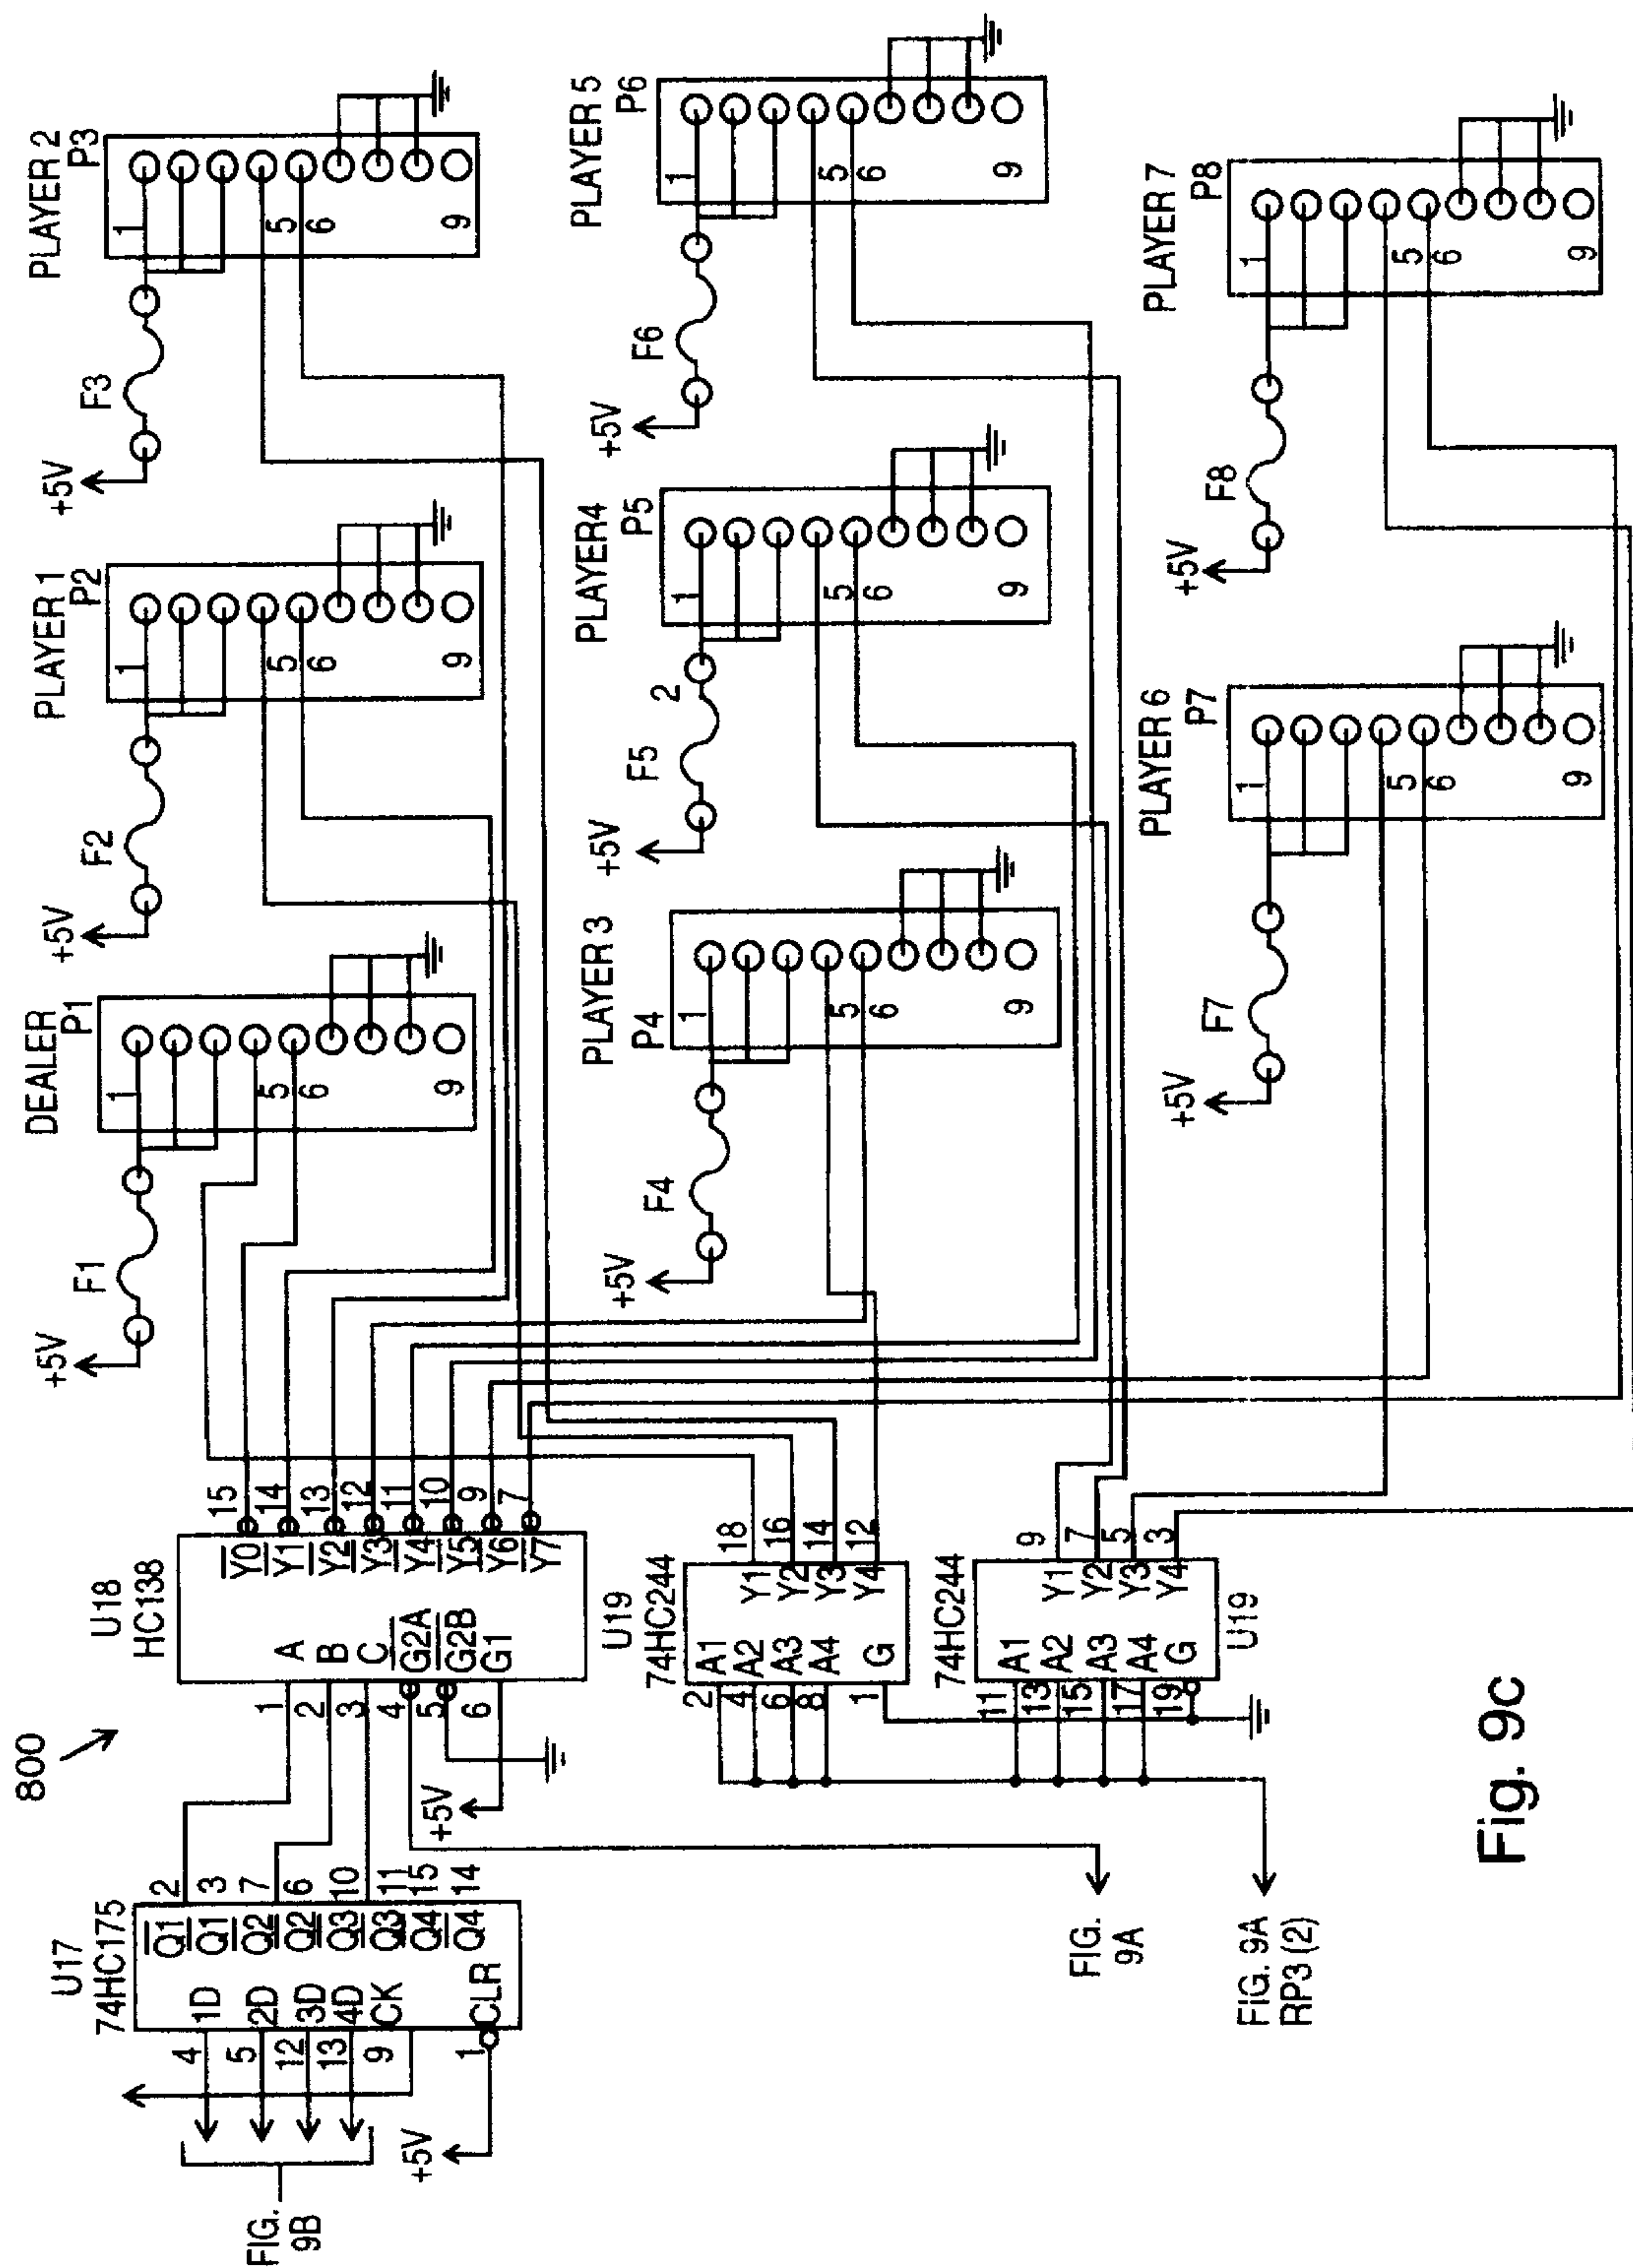 800
FIG.
9B
U17
74HC175
1D
2D
3D
4D
CK
CLR
Q1
Q1
Q2
Q2
Q3
Q3
Q4
Q4
4
5
12
13
9
1
2
3
7
6
10
11
15
14
+5V
U18
HC138
A
B
C
G2A
G2B
G1
Y0
Y1
Y2
Y3
Y4
Y5
Y6
Y7
1
2
3
4
5
6
15
14
13
12
11
10
9
7
+5V
U19
74HC244
A1
A2
A3
A4
G
Y1
Y2
Y3
Y4
2
4
6
8
1
18
16
14
12
74HC244
U19
A1
A2
A3
A4
G
Y1
Y2
Y3
Y4
11
13
15
17
19
9
7
5
3
FIG.
9A
FIG. 9A
RP3 (2)
DEALER
P1
1
5
6
9
F1
+5V
PLAYER 1
P2
1
5
6
9
F2
+5V
PLAYER 2
P3
1
5
6
9
F3
+5V
PLAYER 3
P4
1
5
6
9
F4
+5V
PLAYER4
P5
1
5
6
9
F5
2
+5V
PLAYER 5
P6
1
5
6
9
F6
+5V
PLAYER 6
P7
1
5
6
9
F7
+5V
PLAYER 7
P8
1
5
6
9
F8
+5V
Fig. 9c